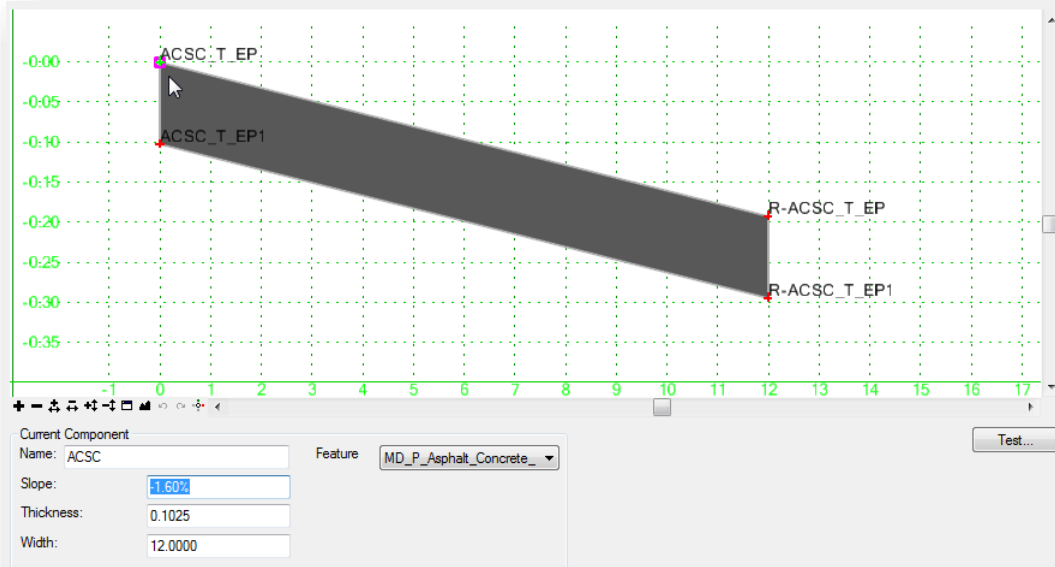 ACSC_T_EP
-0:00
-0:05
ACSC_T_EP1
-0:10
-0:15
R-ACSC_T_EP
-0:20
-0:25
R-ACSC_T_EP1
-0:30
-0:35
-1 0 1 2 3 4 5 6 7 8 9 10 11 12 13 14 15 16 17
Current Component
Name: ACSC Feature MD_P_Asphalt_Concrete_
Test...
Slope: -1.60%
Thickness: 0.1025
Width: 12.0000